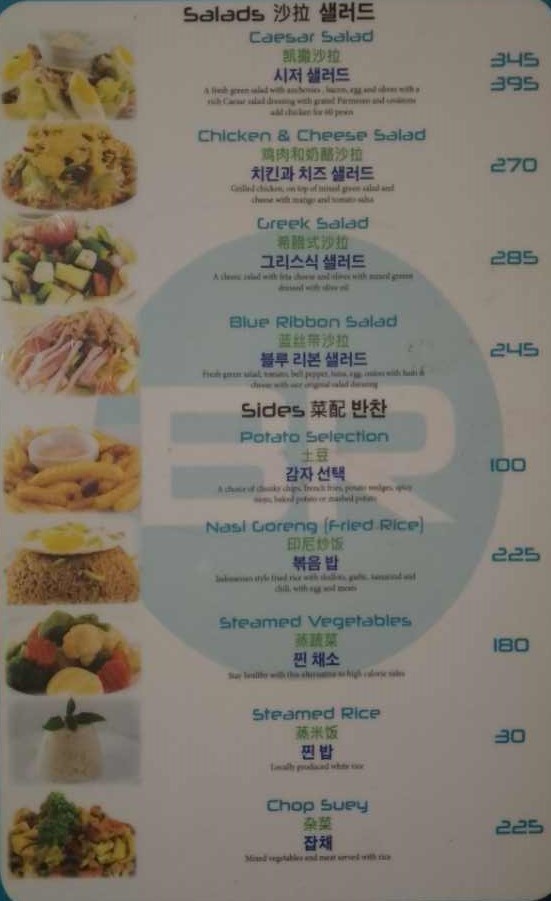 Salads 沙拉 샐러드
Caesar Salad
凯撒沙拉
345
시저 샐러드
395
A fresh green salad with anchovies, bacon, egg and olives with a
rich Caesar salad dressing with grated Parmesan and croutons
add chicken for 60 pesos
Chicken & Cheese Salad
鸡肉和奶酪沙拉
270
치킨과 치즈 샐러드
Grilled chicken, on top of mixed green salad and
cheese with mango and tomato salsa
Greek Salad
希腊式沙拉
285
그리스식 샐러드
A classic salad with feta cheese and olives with mixed greens
dressed with olive oil
Blue Ribbon Salad
蓝丝带沙拉
245
블루 리본 샐러드
Fresh green salad, tomato, bell pepper, tuna, egg, onion with ham &
cheese with our original salad dressing
Sides 菜配 반찬
Potato Selection
土豆
100
감자 선택
A choice of chunky chips, french fries, potato wedges, spicy
mojo, baked potato or mashed potato
Nasi Goreng (Fried Rice)
印尼炒饭
225
볶음 밥
Indonesian style fried rice with shallots, garlic, tamarind and
chili, with egg and meats
Steamed Vegetables
蒸蔬菜
180
찐 채소
Stay healthy with this alternative to high calorie sides
Steamed Rice
蒸米饭
30
찐 밥
Locally produced white rice
Chop Suey
杂菜
225
잡채
Mixed vegetables and meat served with rice
BR